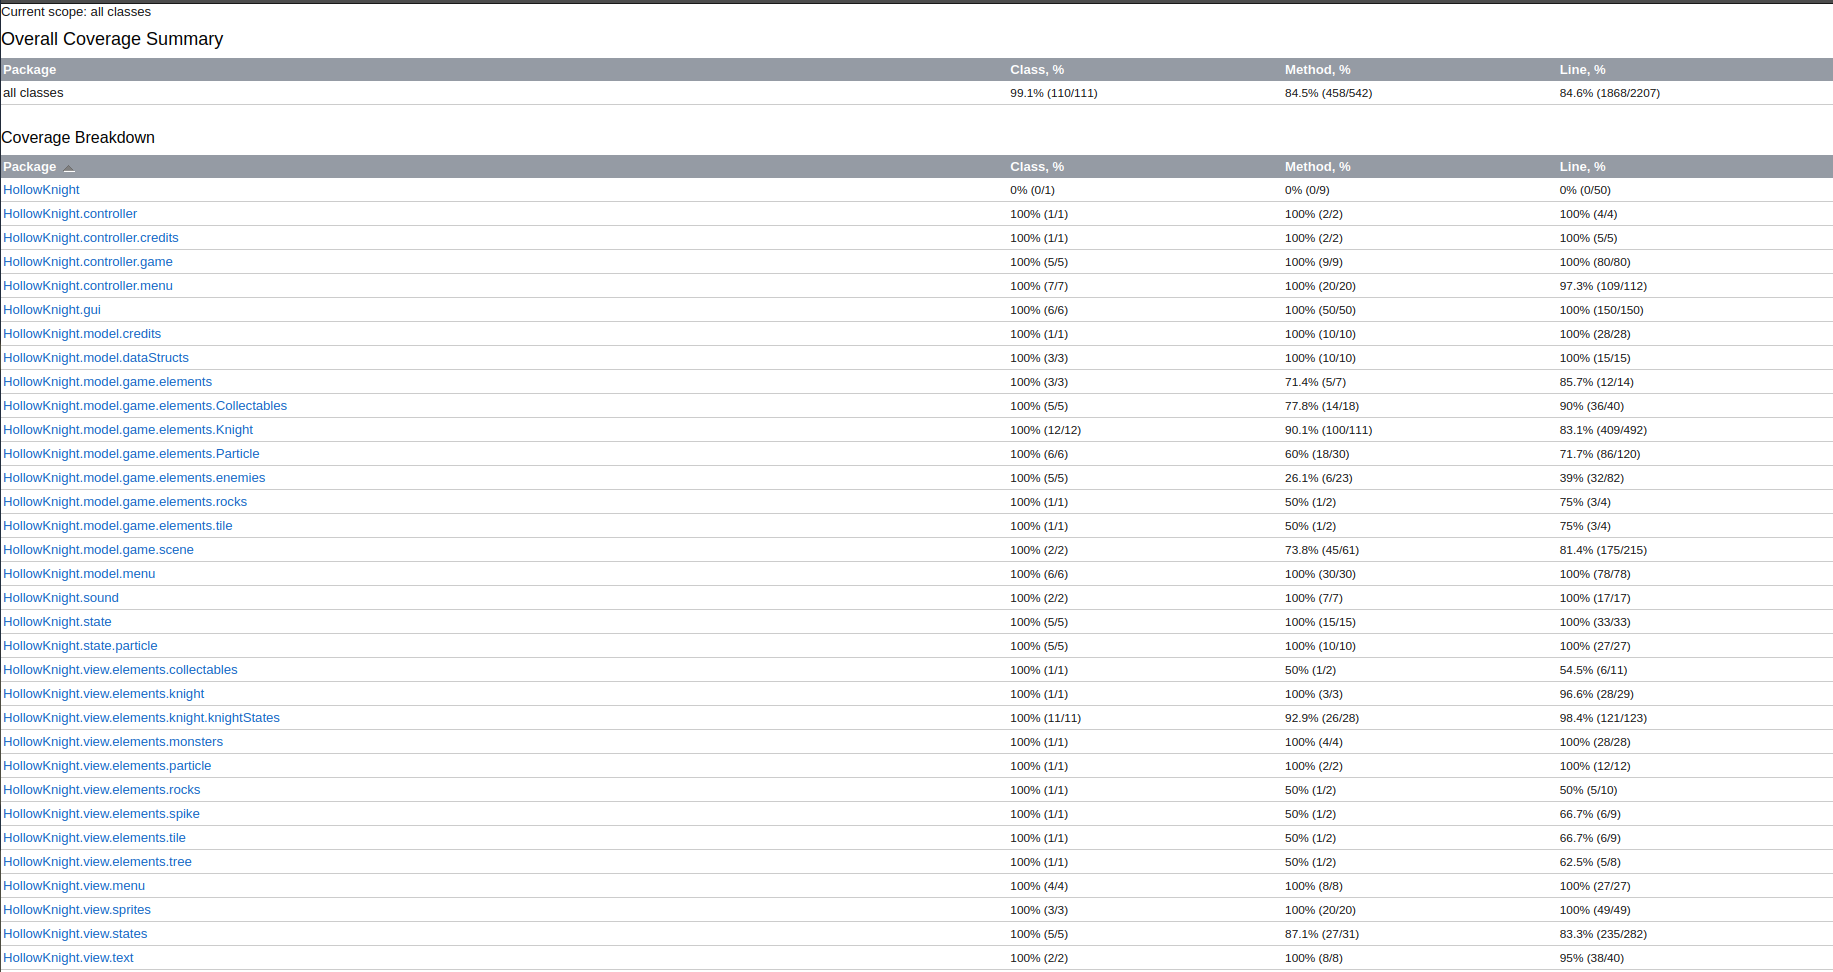 Current scope: all classes
Overall Coverage Summary
Package Class, % Method, % Line, %
all classes 99.1% (110/111) 84.5% (458/542) 84.6% (1868/2207)
Coverage Breakdown
Package Class, % Method, % Line, %
HollowKnight 0% (0/1) 0% (0/9) 0% (0/50)
HollowKnight.controller 100% (1/1) 100% (2/2) 100% (4/4)
HollowKnight.controller.credits 100% (1/1) 100% (2/2) 100% (5/5)
HollowKnight.controller.game 100% (5/5) 100% (9/9) 100% (80/80)
HollowKnight.controller.menu 100% (7/7) 100% (20/20) 97.3% (109/112)
HollowKnight.gui 100% (6/6) 100% (50/50) 100% (150/150)
HollowKnight.model.credits 100% (1/1) 100% (10/10) 100% (28/28)
HollowKnight.model.dataStructs 100% (3/3) 100% (10/10) 100% (15/15)
HollowKnight.model.game.elements 100% (3/3) 71.4% (5/7) 85.7% (12/14)
HollowKnight.model.game.elements.Collectables 100% (5/5) 77.8% (14/18) 90% (36/40)
HollowKnight.model.game.elements.Knight 100% (12/12) 90.1% (100/111) 83.1% (409/492)
HollowKnight.model.game.elements.Particle 100% (6/6) 60% (18/30) 71.7% (86/120)
HollowKnight.model.game.elements.enemies 100% (5/5) 26.1% (6/23) 39% (32/82)
HollowKnight.model.game.elements.rocks 100% (1/1) 50% (1/2) 75% (3/4)
HollowKnight.model.game.elements.tile 100% (1/1) 50% (1/2) 75% (3/4)
HollowKnight.model.game.scene 100% (2/2) 73.8% (45/61) 81.4% (175/215)
HollowKnight.model.menu 100% (6/6) 100% (30/30) 100% (78/78)
HollowKnight.sound 100% (2/2) 100% (7/7) 100% (17/17)
HollowKnight.state 100% (5/5) 100% (15/15) 100% (33/33)
HollowKnight.state.particle 100% (5/5) 100% (10/10) 100% (27/27)
HollowKnight.view.elements.collectables 100% (1/1) 50% (1/2) 54.5% (6/11)
HollowKnight.view.elements.knight 100% (1/1) 100% (3/3) 96.6% (28/29)
HollowKnight.view.elements.knight.knightStates 100% (11/11) 92.9% (26/28) 98.4% (121/123)
HollowKnight.view.elements.monsters 100% (1/1) 100% (4/4) 100% (28/28)
HollowKnight.view.elements.particle 100% (1/1) 100% (2/2) 100% (12/12)
HollowKnight.view.elements.rocks 100% (1/1) 50% (1/2) 50% (5/10)
HollowKnight.view.elements.spike 100% (1/1) 50% (1/2) 66.7% (6/9)
HollowKnight.view.elements.tile 100% (1/1) 50% (1/2) 66.7% (6/9)
HollowKnight.view.elements.tree 100% (1/1) 50% (1/2) 62.5% (5/8)
HollowKnight.view.menu 100% (4/4) 100% (8/8) 100% (27/27)
HollowKnight.view.sprites 100% (3/3) 100% (20/20) 100% (49/49)
HollowKnight.view.states 100% (5/5) 87.1% (27/31) 83.3% (235/282)
HollowKnight.view.text 100% (2/2) 100% (8/8) 95% (38/40)